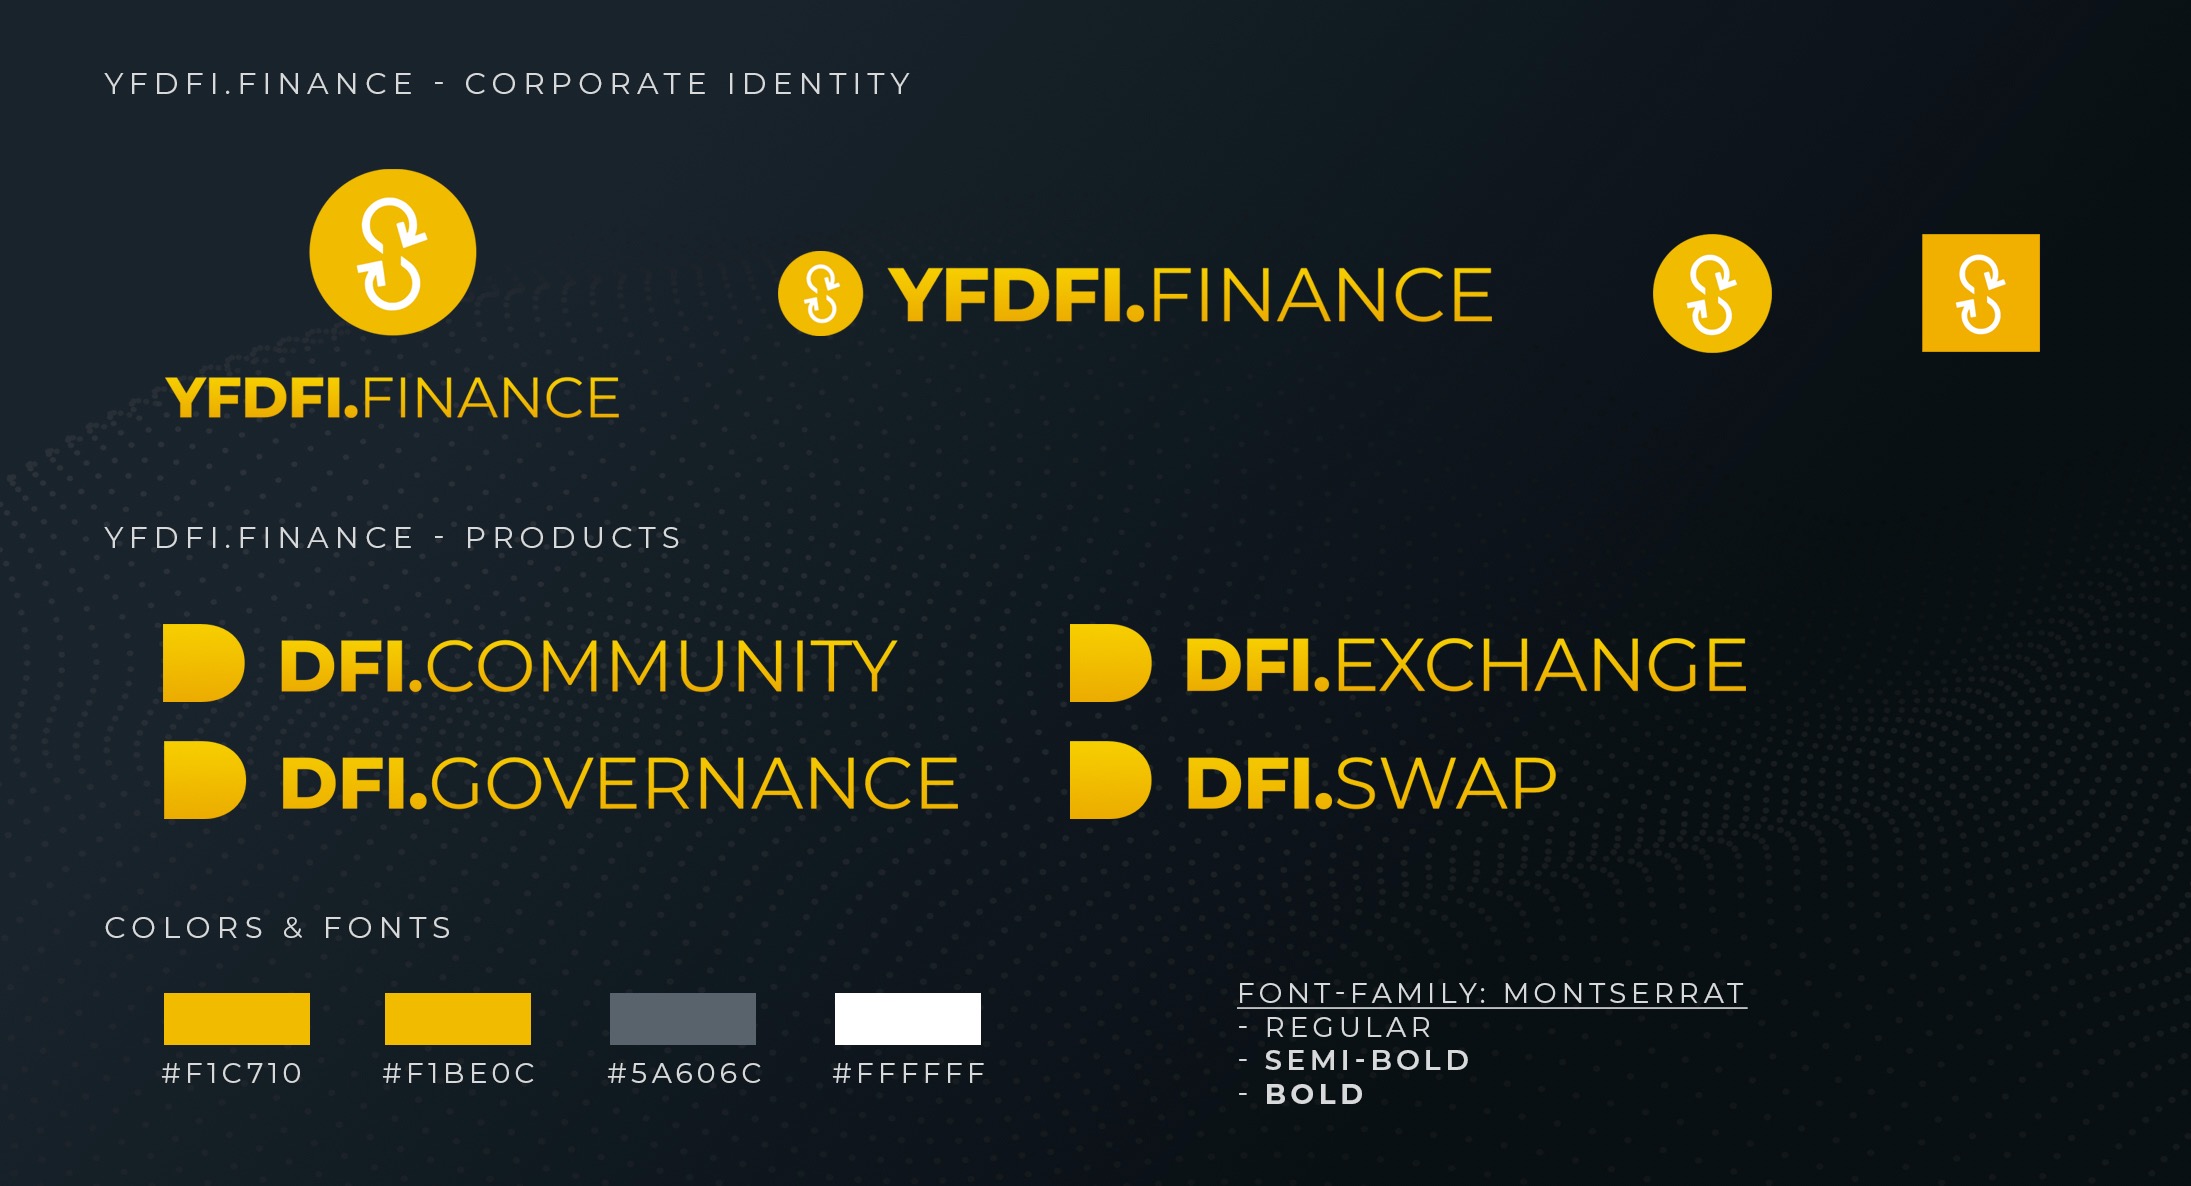 YFDFI.FINANCE - CORPORATE IDENTITY
YFDFI.FINANCE
YFDFI.FINANCE
YFDFI.FINANCE - PRODUCTS
DFI.COMMUNITY
DFI.EXCHANGE
DFI.GOVERNANCE
DFI.SWAP
COLORS & FONTS
#F1C710
#F1BE0C
#5A606C
#FFFFFF
FONT-FAMILY: MONTSERRAT
- REGULAR
- SEMI-BOLD
- BOLD